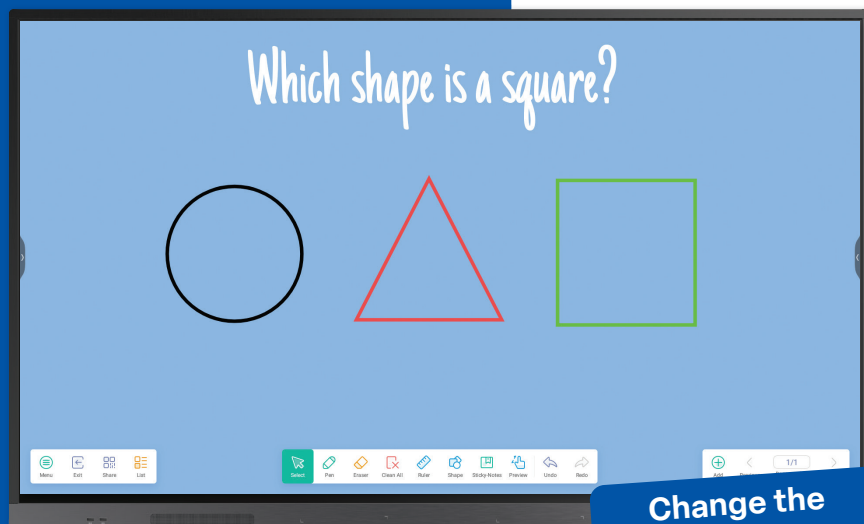 Which shape is a square?
Menu Exit Share List
Select Pen Eraser Clean All Ruler Shape Sticky-Notes Preview Undo Redo
1/1
Add
Change the